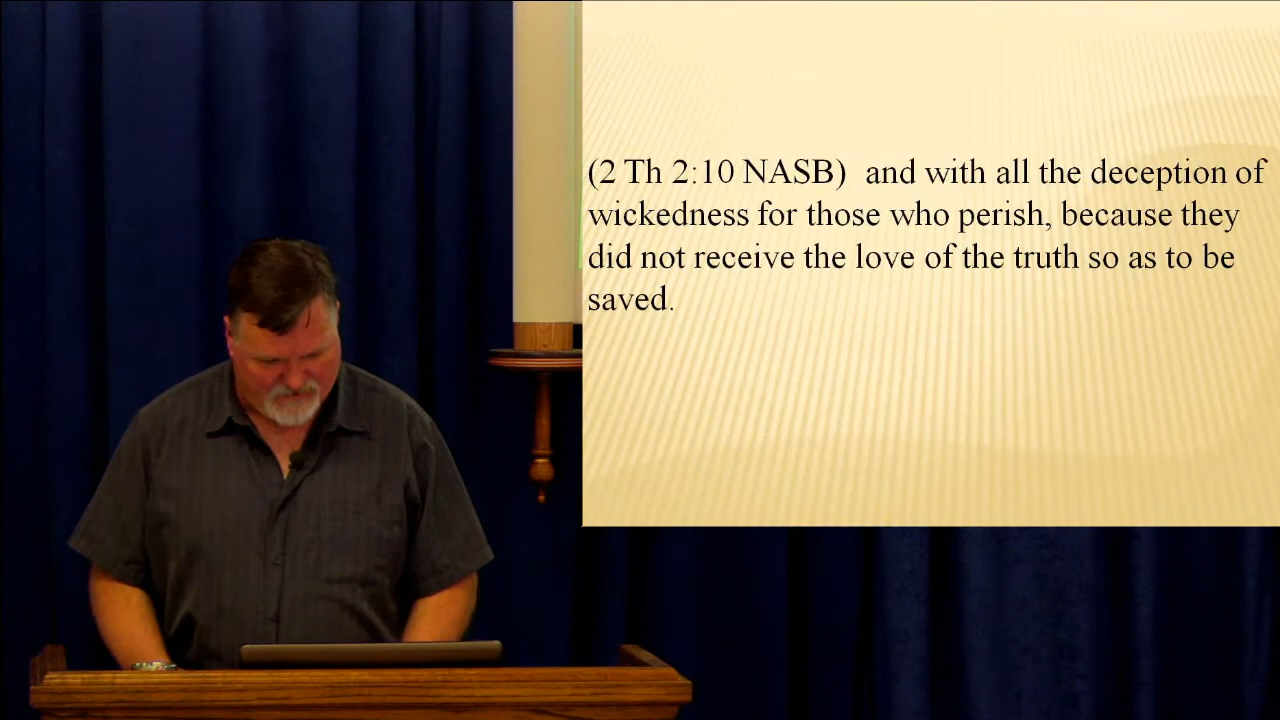 (2 Th 2:10 NASB)  and with all the deception of
wickedness for those who perish, because they
did not receive the love of the truth so as to be
saved.